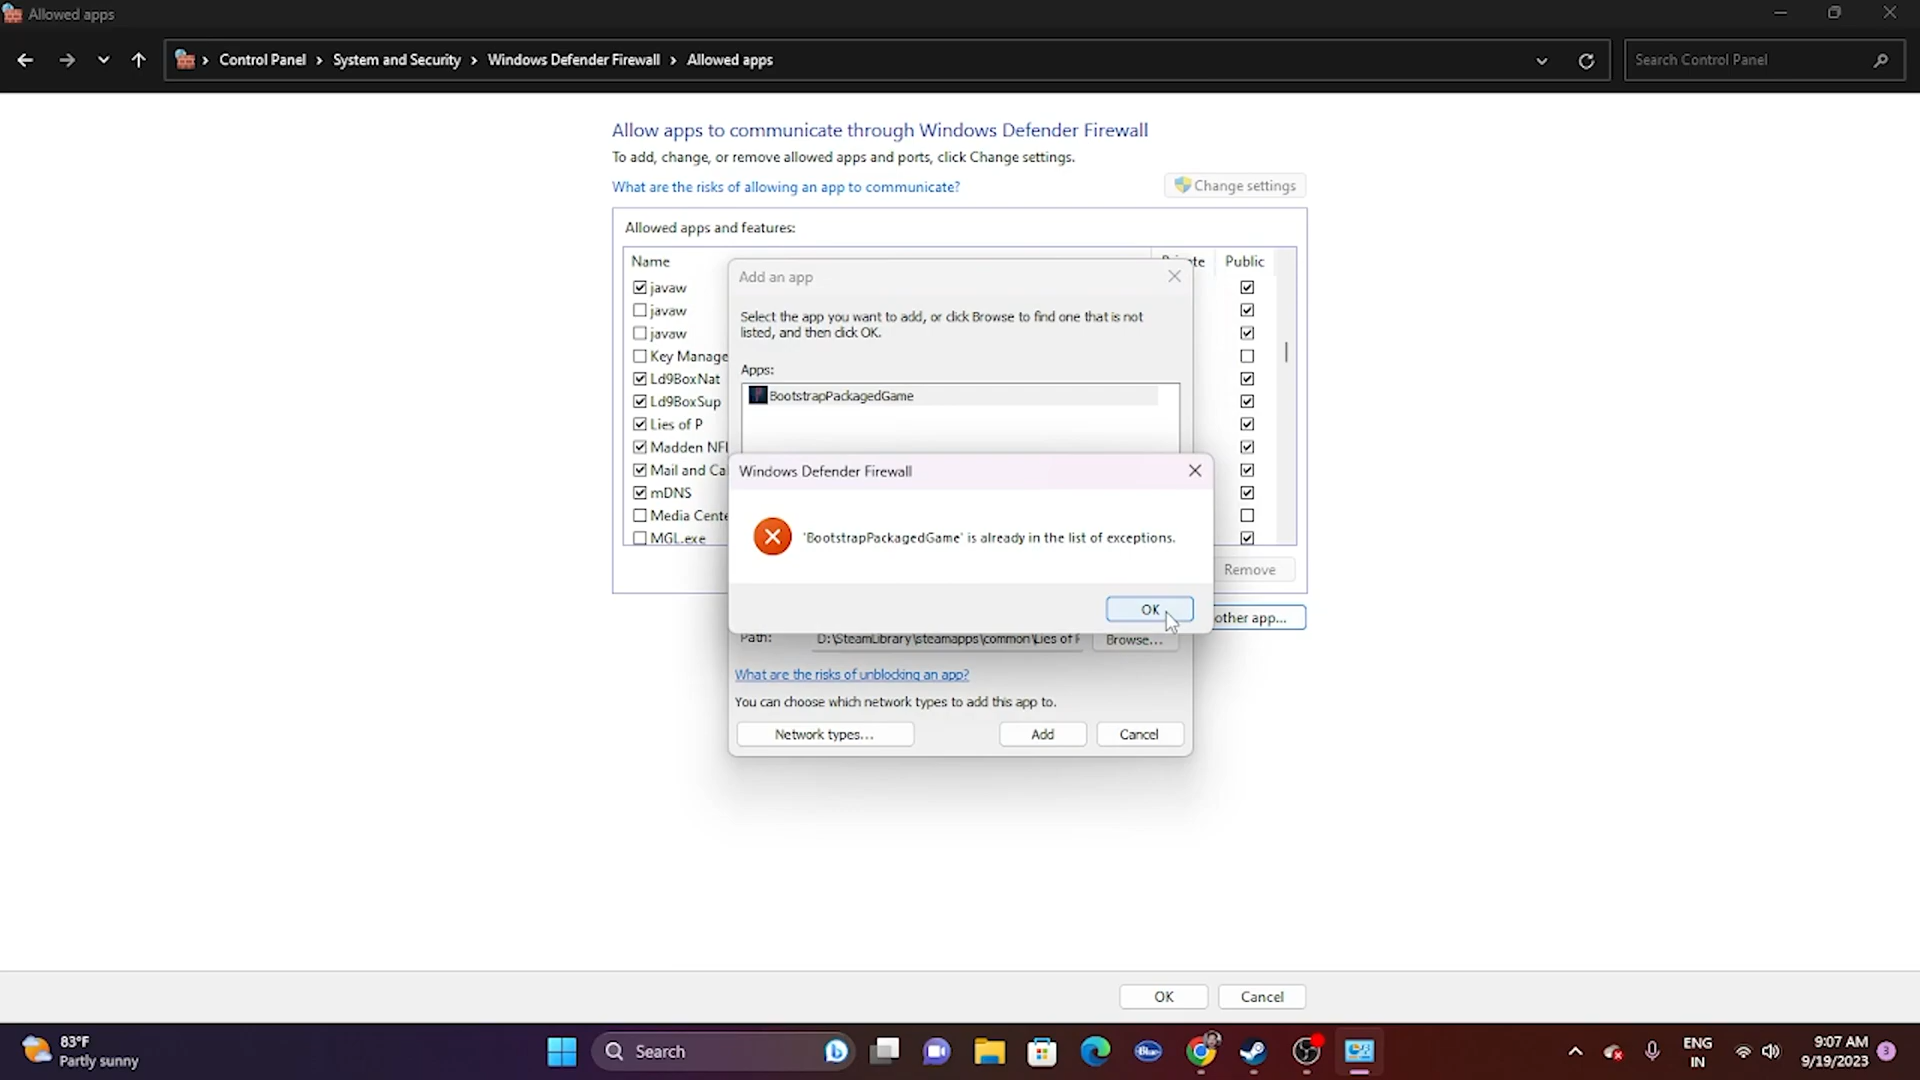 Allowed apps
Control Panel > System and Security > Windows Defender Firewall > Allowed apps
Search Control Panel
Allow apps to communicate through Windows Defender Firewall
To add, change, or remove allowed apps and ports, click Change settings.
What are the risks of allowing an app to communicate?
Change settings
Allowed apps and features:
Name
Public
javaw
javaw
javaw
Key Manage
Ld9BoxNat
Ld9BoxSup
Lies of P
Madden NFL
Mail and Ca
mDNS
Media Cente
MGL.exe
Add an app
Select the app you want to add, or click Browse to find one that is not
listed, and then click OK.
Apps:
BootstrapPackagedGame
Windows Defender Firewall
'BootstrapPackagedGame' is already in the list of exceptions.
OK
Remove
other app...
Path:
D:\SteamLibrary\steamapps\common\Lies of P
Browse...
What are the risks of unblocking an app?
You can choose which network types to add this app to.
Network types...
Add
Cancel
OK
Cancel
83°F
Partly sunny
Search
ENG
IN
9:07 AM
9/19/2023
3